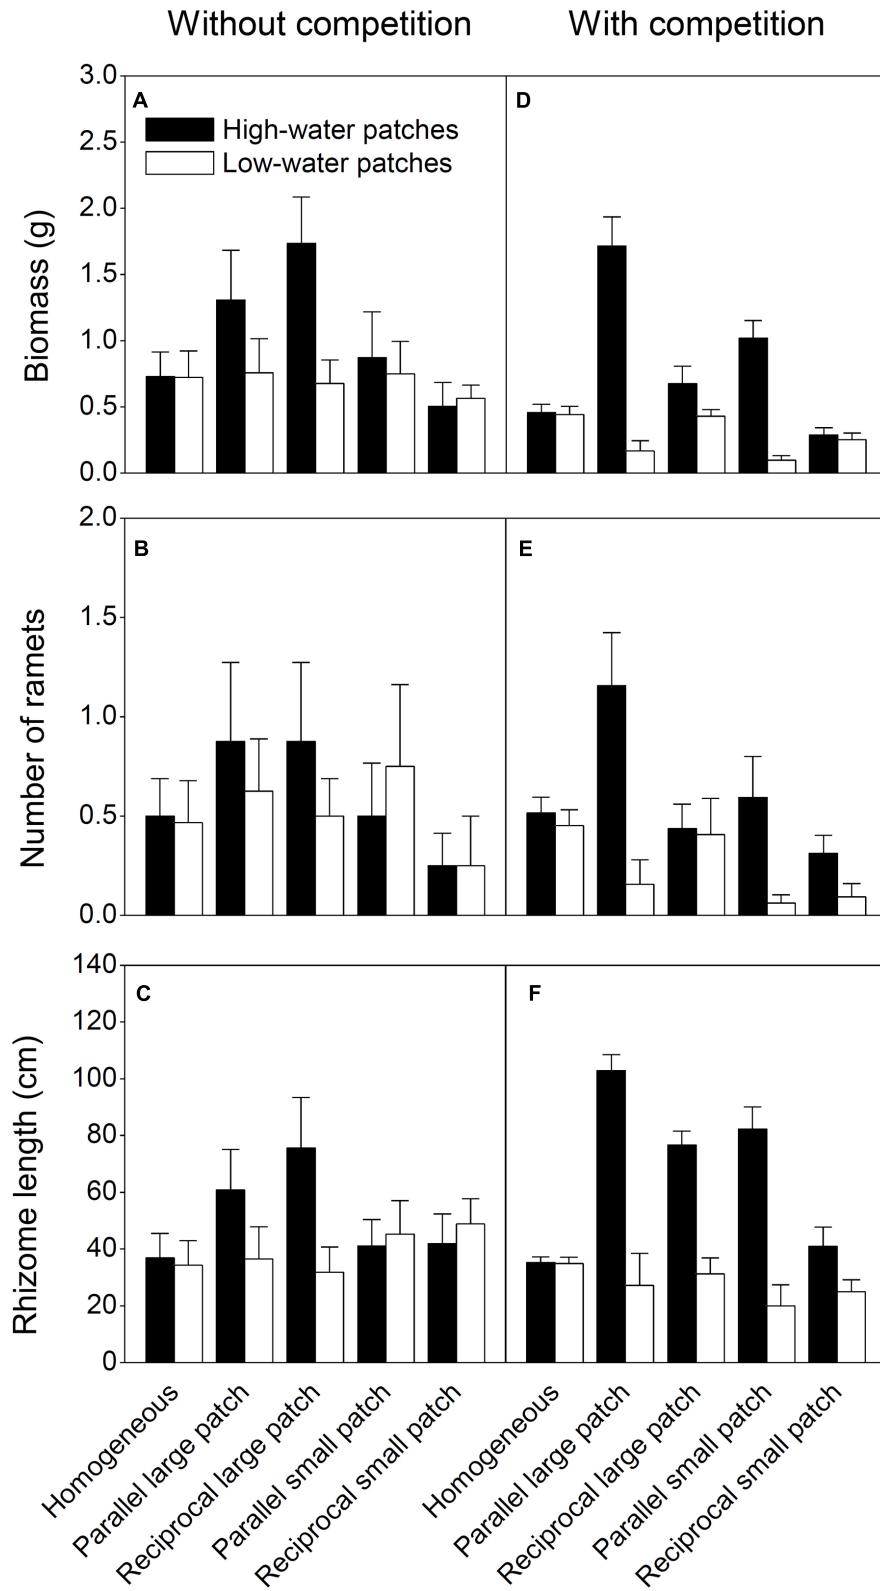 Without competition
With competition
Biomass (g)
3.0
2.5
2.0
1.5
1.0
0.5
0.0
A
High-water patches
Low-water patches
D
Number of ramets
2.0
1.5
1.0
0.5
0.0
B
E
Rhizome length (cm)
140
120
100
80
60
40
20
0
C
F
Homogeneous
Parallel large patch
Reciprocal large patch
Parallel small patch
Reciprocal small patch
Homogeneous
Parallel large patch
Reciprocal large patch
Parallel small patch
Reciprocal small patch